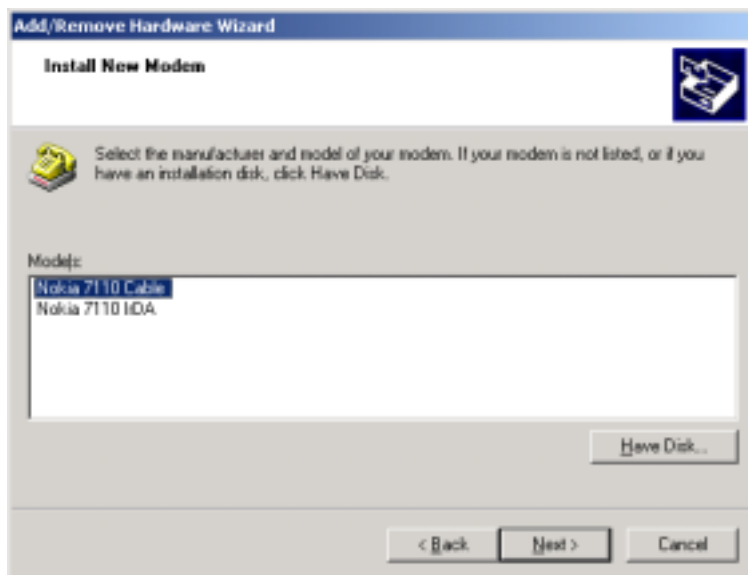 Add/Remove Hardware Wizard
Install New Modem
Select the manufacturer and model of your modem. If your modem is not listed, or if you
have an installation disk, click Have Disk.
Models:
Nokia 7110 Cable
Nokia 7110 IrDA
Have Disk...
< Back
Next >
Cancel